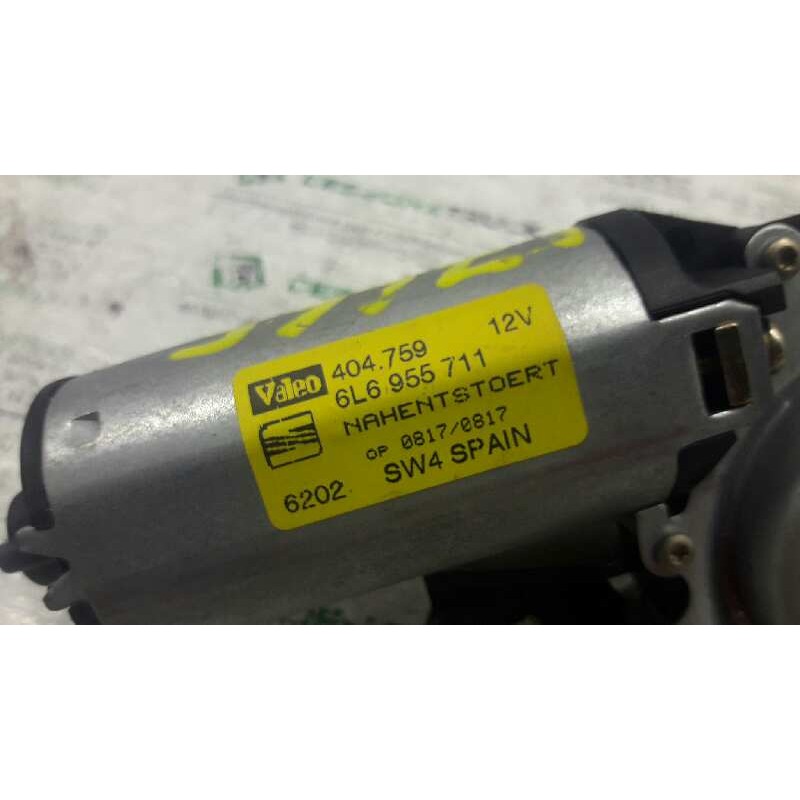 404.759 12V
Valeo 6L6 955 711
NAHENTSTOERT
OP 0817/0817
6202 SW4 SPAIN